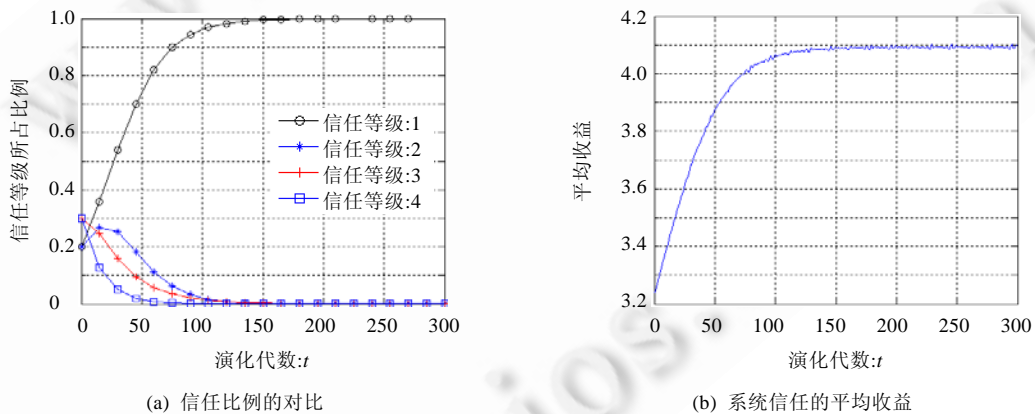 1.0
0.8
0.6
0.4
0.2
0
信任等级所占比例
信任等级:1
信任等级:2
信任等级:3
信任等级:4
0 50 100 150 200 250 300
演化代数:t
(a) 信任比例的对比
4.2
4.0
3.8
3.6
3.4
3.2
平均收益
0 50 100 150 200 250 300
演化代数:t
(b) 系统信任的平均收益